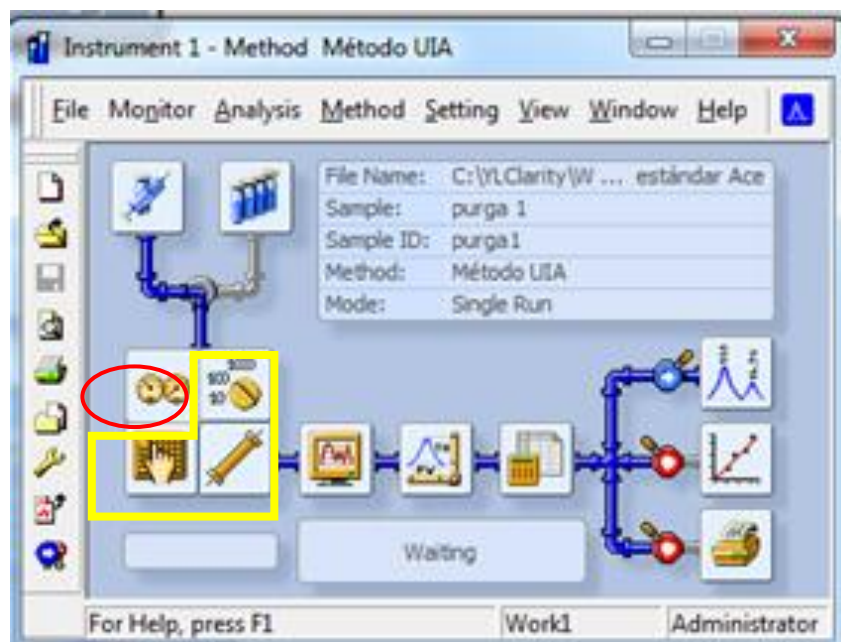 Instrument 1 - Method Método UIA
File Monitor Analysis Method Setting View Window Help
File Name: C:\YLClarity\W ... estándar Ace
Sample: purga 1
Sample ID: purga1
Method: Método UIA
Mode: Single Run
Waiting
For Help, press F1 Work1 Administrator